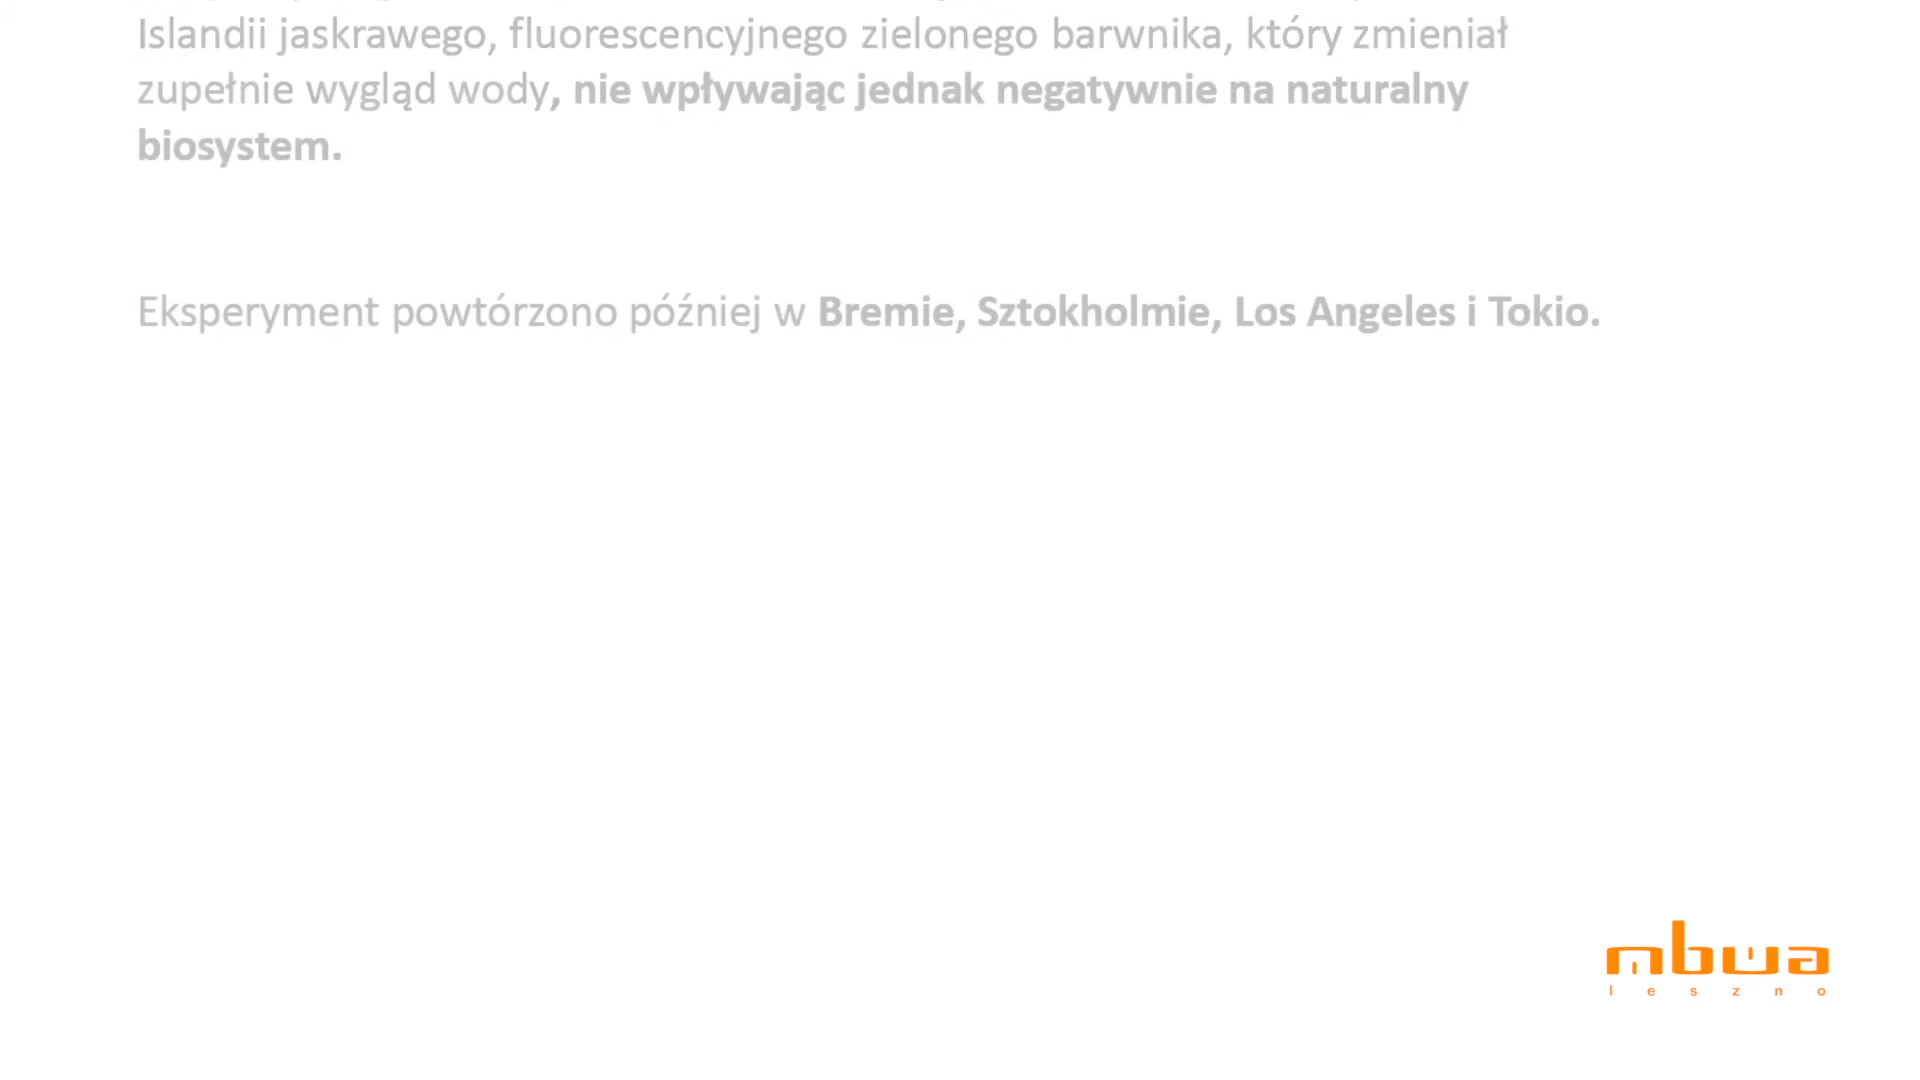 Islandii jaskrawego, fluorescencyjnego zielonego barwnika, który zmieniał
zupełnie wygląd wody, nie wpływając jednak negatywnie na naturalny
biosystem.
Eksperyment powtórzono później w Bremie, Sztokholmie, Los Angeles i Tokio.
mbwa
leszno